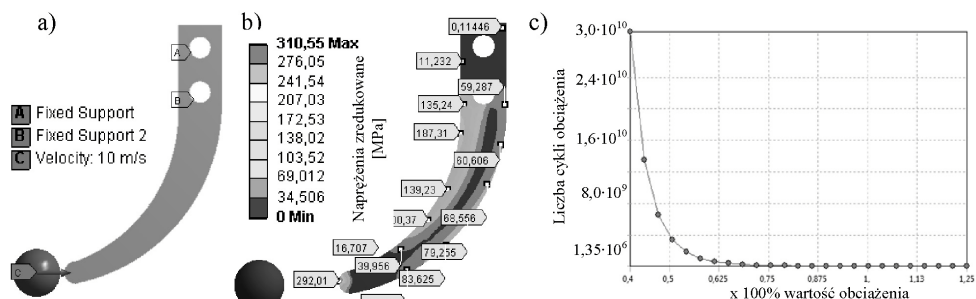 a)
A
B
A Fixed Support
B Fixed Support 2
C Velocity: 10 m/s
C
b)
310,55 Max
276,05
241,54
207,03
172,53
138,02
103,52
69,012
34,506
0 Min
Naprężenia zredukowane
[MPa]
0,11446
11,232
59,287
135,24
187,31
60,606
139,23
00,37
68,556
16,707
79,255
39,956
83,625
292,01
c)
Liczba cykli obciążenia
3,0·10¹⁰
2,4·10¹⁰
1,6·10¹⁰
8,0·10⁹
1,35·10⁶
0,4
0,5
0,625
0,75
0,875
1
1,13
1,25
x 100% wartość obciążenia